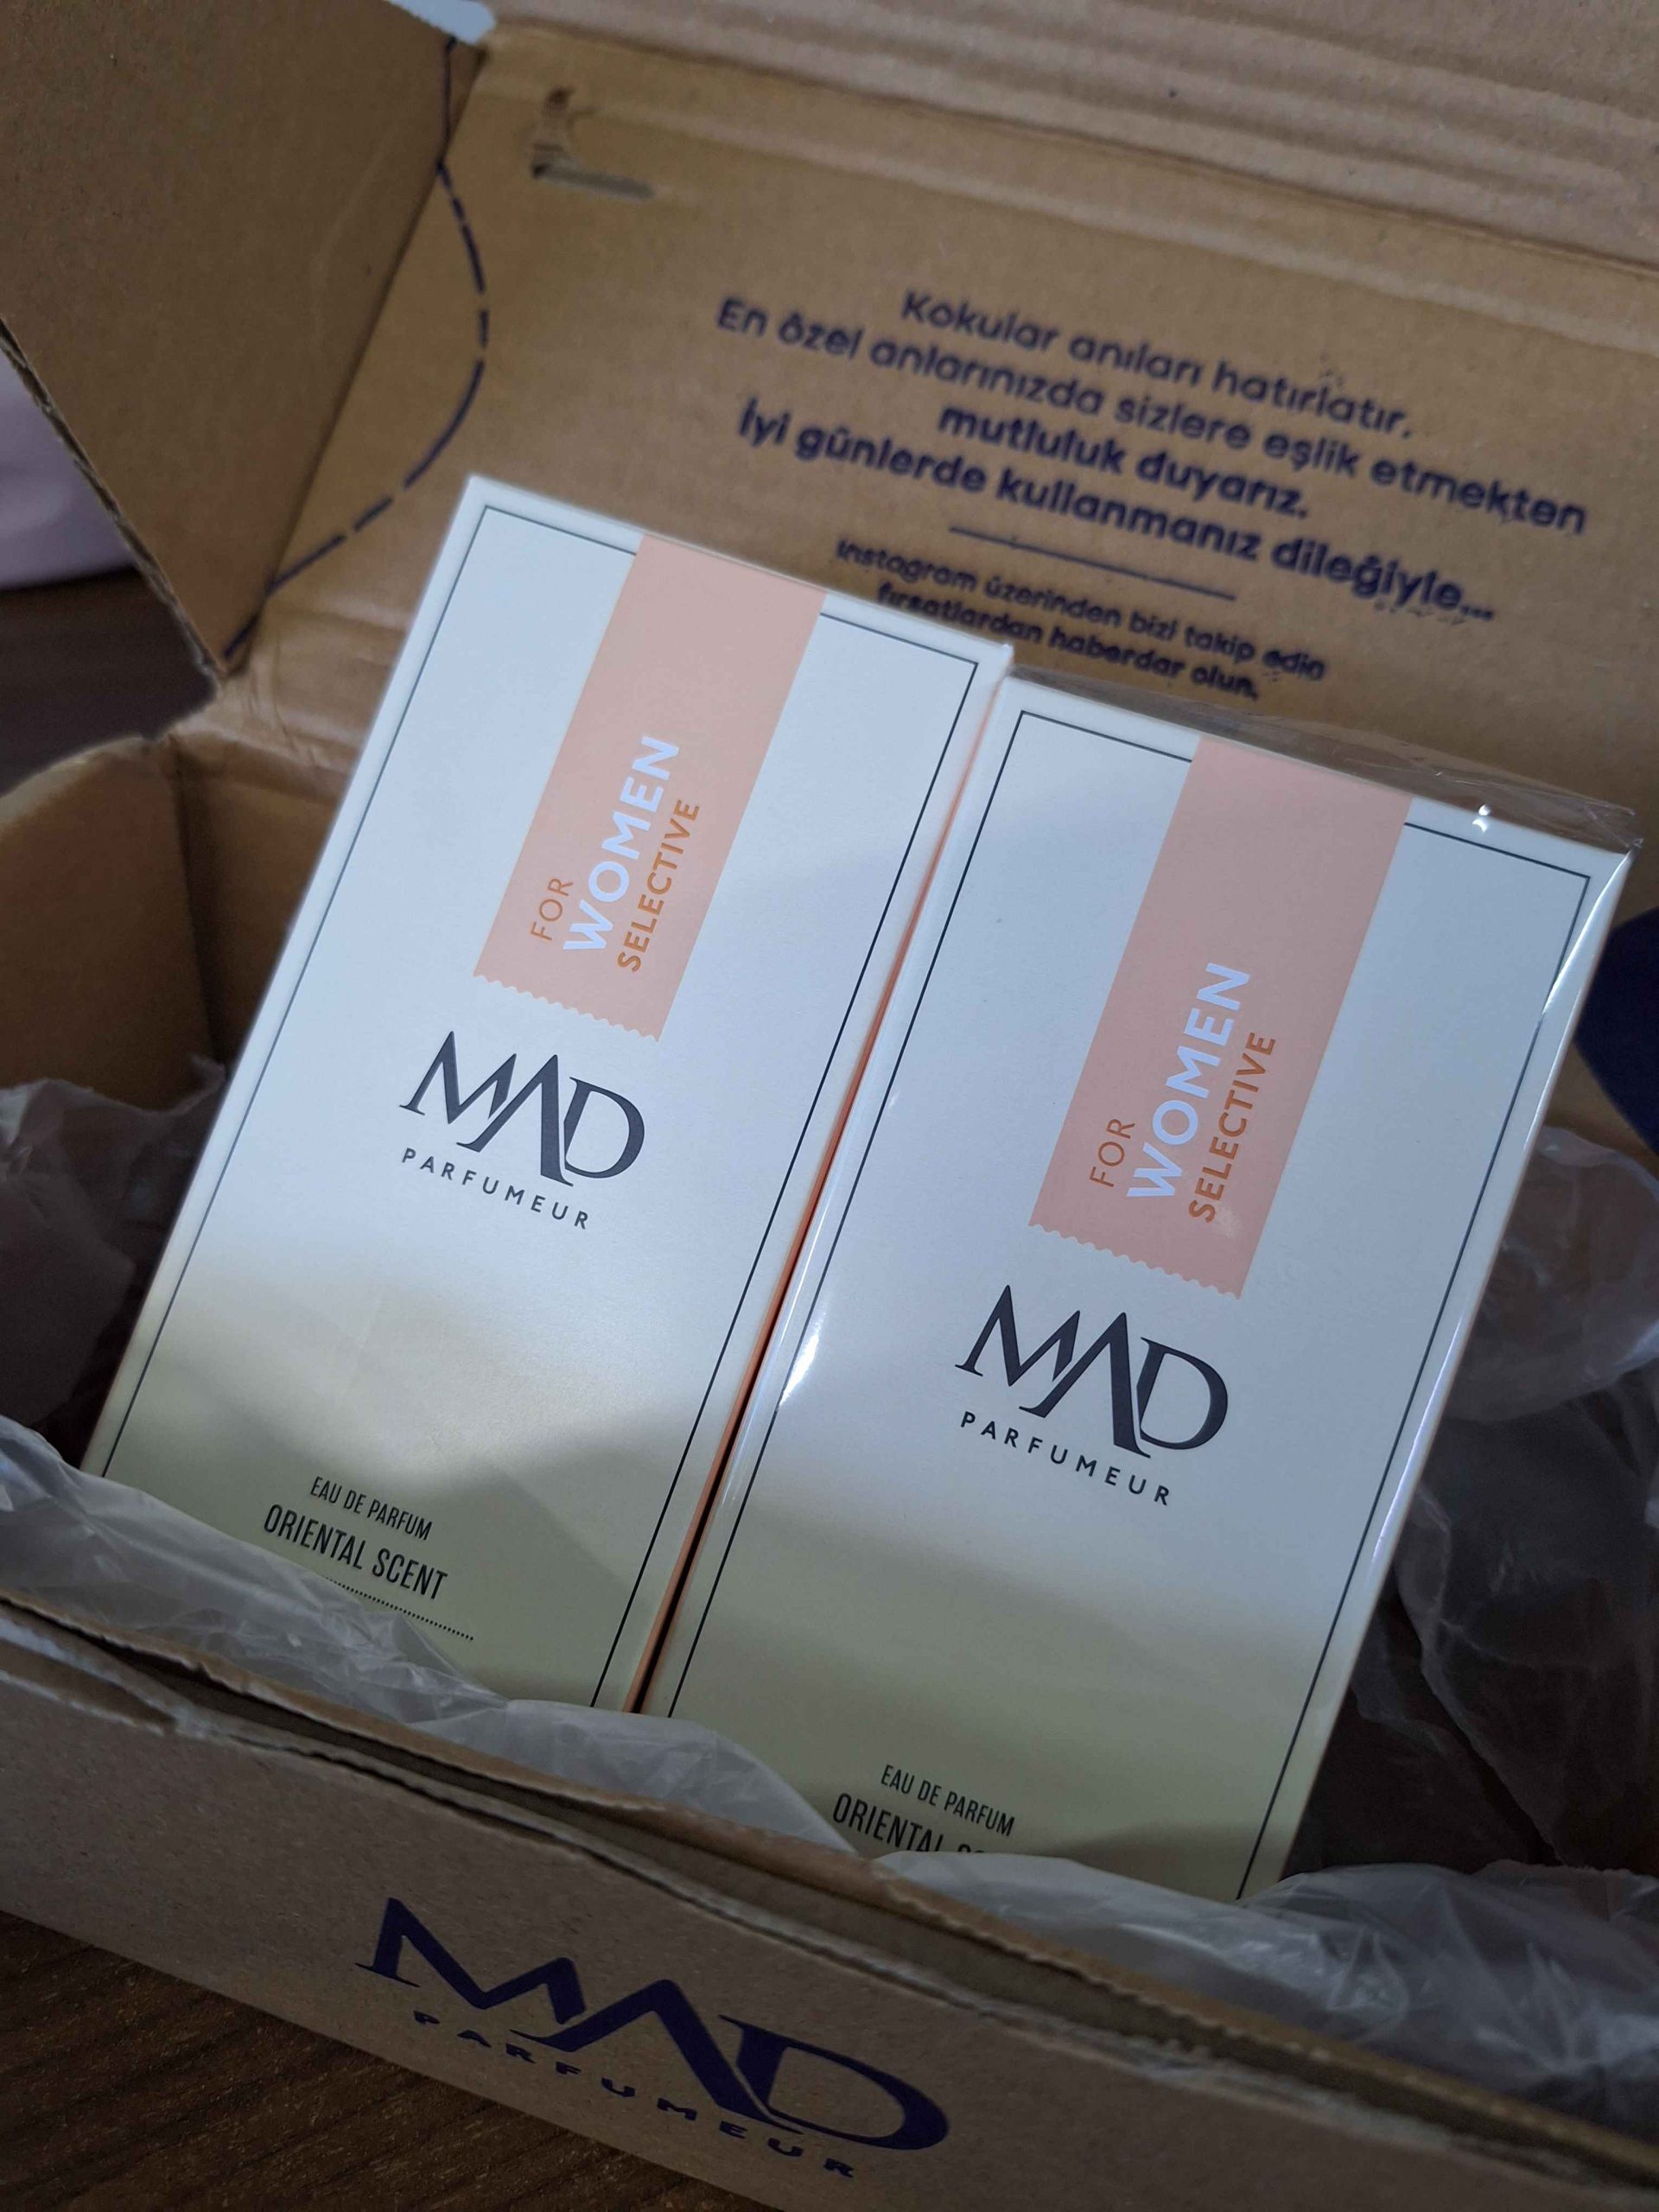 Kokular anıları hatırlatır.
En özel anlarınızda sizlere eşlik etmekten
mutluluk duyarız.
İyi günlerde kullanmanız dileğiyle...
Instagram üzerinden bizi takip edin
fırsatlardan haberdar olun.
FOR
WOMEN
SELECTIVE
MAD
PARFUMEUR
EAU DE PARFUM
ORIENTAL SCENT
FOR
WOMEN
SELECTIVE
MAD
PARFUMEUR
EAU DE PARFUM
ORIENTAL
MAD
PARFUMEUR